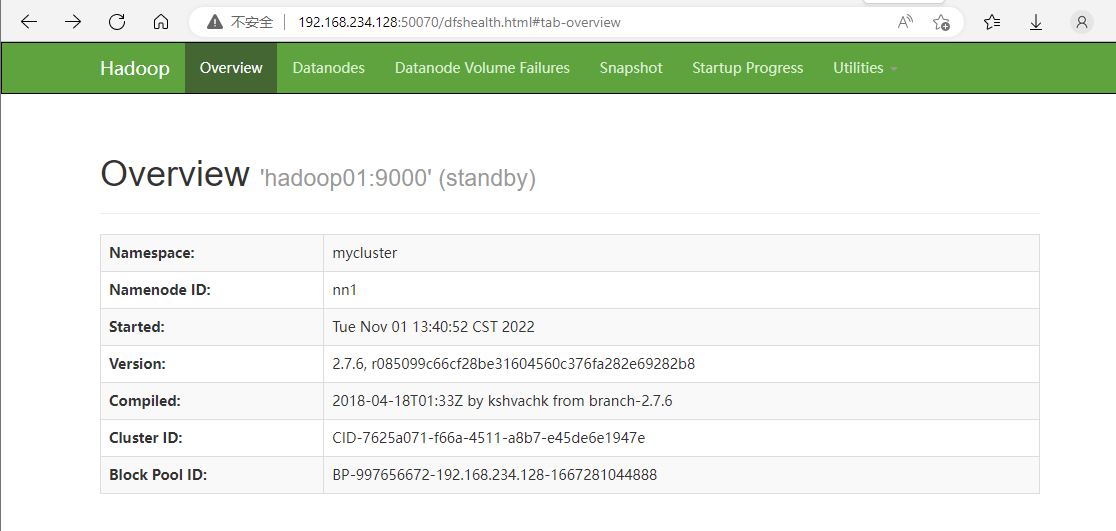 不安全 192.168.234.128:50070/dfshealth.html#tab-overview
Hadoop Overview Datanodes Datanode Volume Failures Snapshot Startup Progress Utilities
Overview 'hadoop01:9000' (standby)
Namespace: mycluster
Namenode ID: nn1
Started: Tue Nov 01 13:40:52 CST 2022
Version: 2.7.6, r085099c66cf28be31604560c376fa282e69282b8
Compiled: 2018-04-18T01:33Z by kshvachk from branch-2.7.6
Cluster ID: CID-7625a071-f66a-4511-a8b7-e45de6e1947e
Block Pool ID: BP-997656672-192.168.234.128-1667281044888